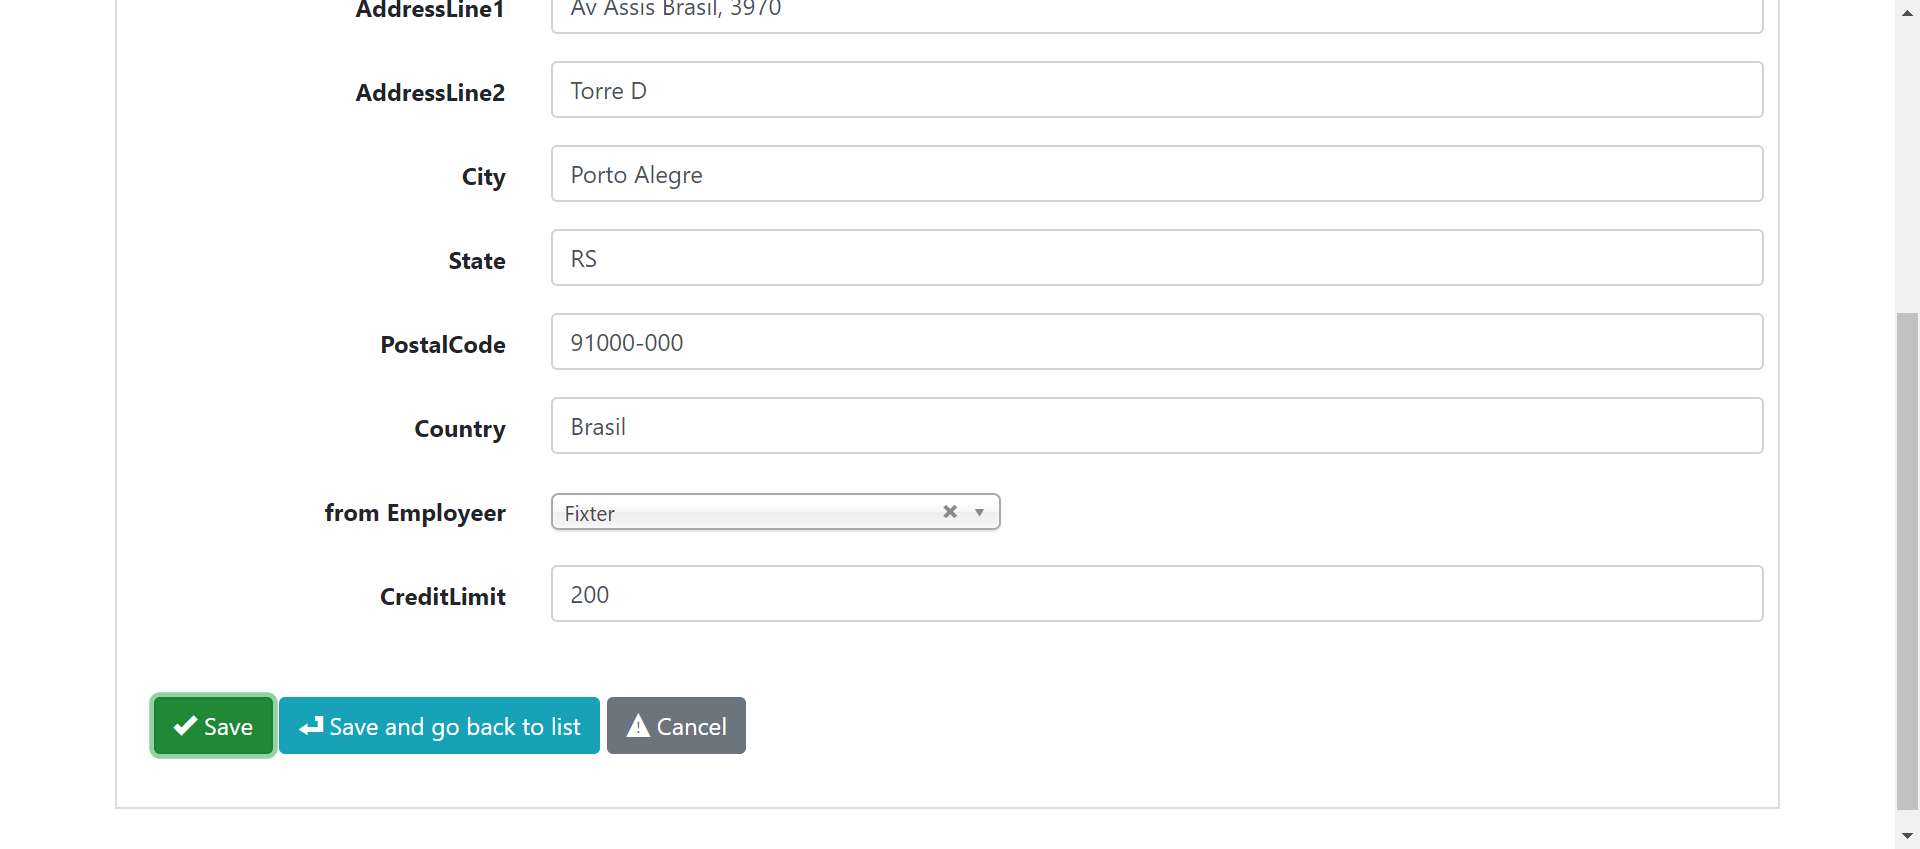 AddressLine1 Av Assis Brasil, 3970
AddressLine2 Torre D
City Porto Alegre
State RS
PostalCode 91000-000
Country Brasil
from Employeer Fixter
CreditLimit 200
Save Save and go back to list Cancel